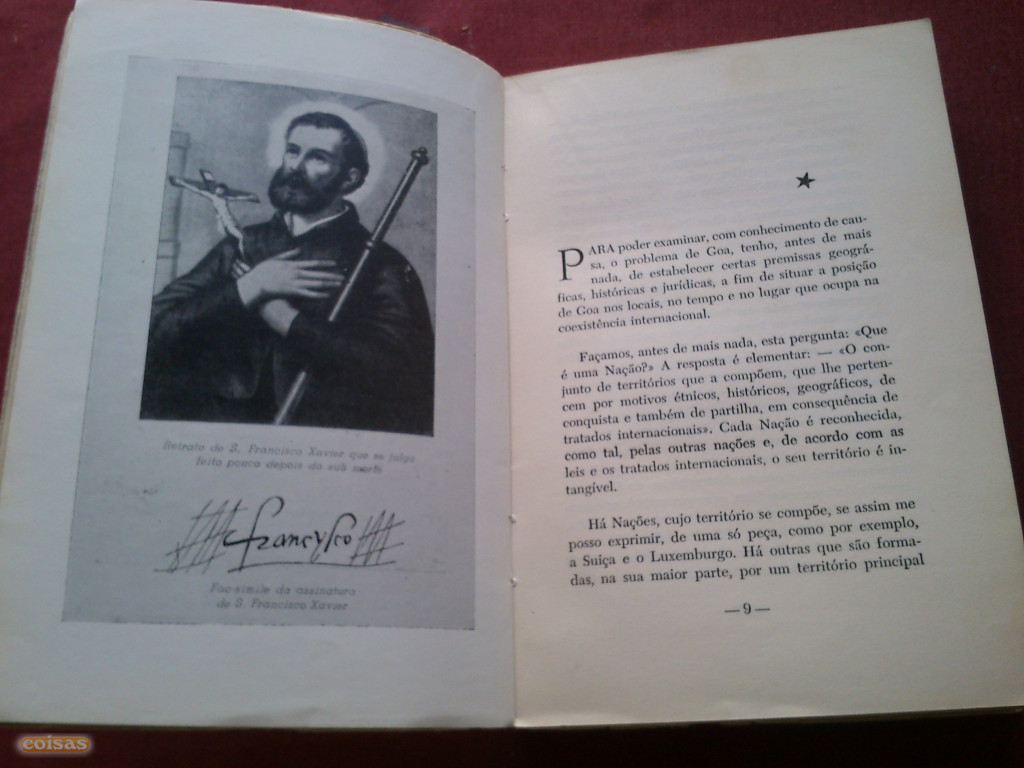 Retrato de S. Francisco Xavier que se julga
feito pouco depois da sua morte
Francysco
Fac-simile da assinatura
de S. Francisco Xavier
PARA poder examinar, com conhecimento de cau-
sa, o problema de Goa, tenho, antes de mais
nada, de estabelecer certas premissas geográ-
ficas, históricas e jurídicas, a fim de situar a posição
de Goa nos locais, no tempo e no lugar que ocupa na
coexistência internacional.
Façamos, antes de mais nada, esta pergunta: «Que
é uma Nação?» A resposta é elementar: — «O con-
junto de territórios que a compõem, que lhe perten-
cem por motivos étnicos, históricos, geográficos, de
conquista e também de partilha, em consequência de
tratados internacionais». Cada Nação é reconhecida,
como tal, pelas outras nações e, de acordo com as
leis e os tratados internacionais, o seu território é in-
tangível.
Há Nações, cujo território se compõe, se assim me
posso exprimir, de uma só peça, como por exemplo,
a Suiça e o Luxemburgo. Há outras que são forma-
das, na sua maior parte, por um território principal
— 9 —
coisas